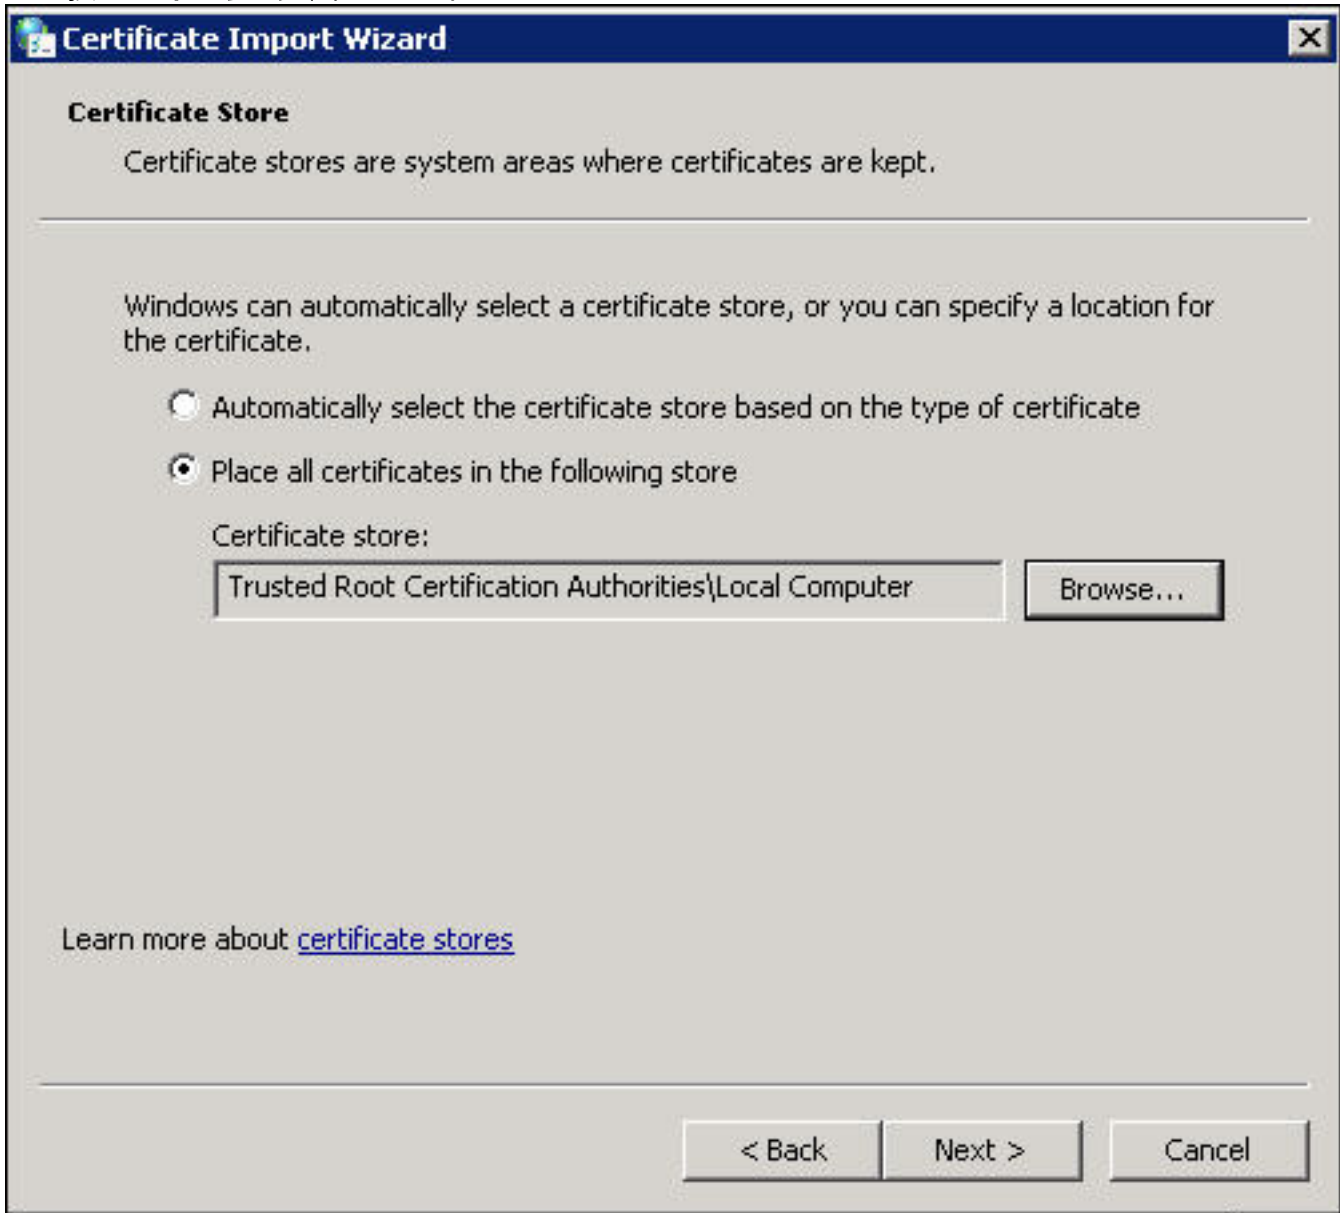 Certificate Import Wizard
Certificate Store
Certificate stores are system areas where certificates are kept.
Windows can automatically select a certificate store, or you can specify a location for
the certificate.
Automatically select the certificate store based on the type of certificate
Place all certificates in the following store
Certificate store:
Trusted Root Certification Authorities\Local Computer
Browse...
Learn more about certificate stores
< Back
Next >
Cancel